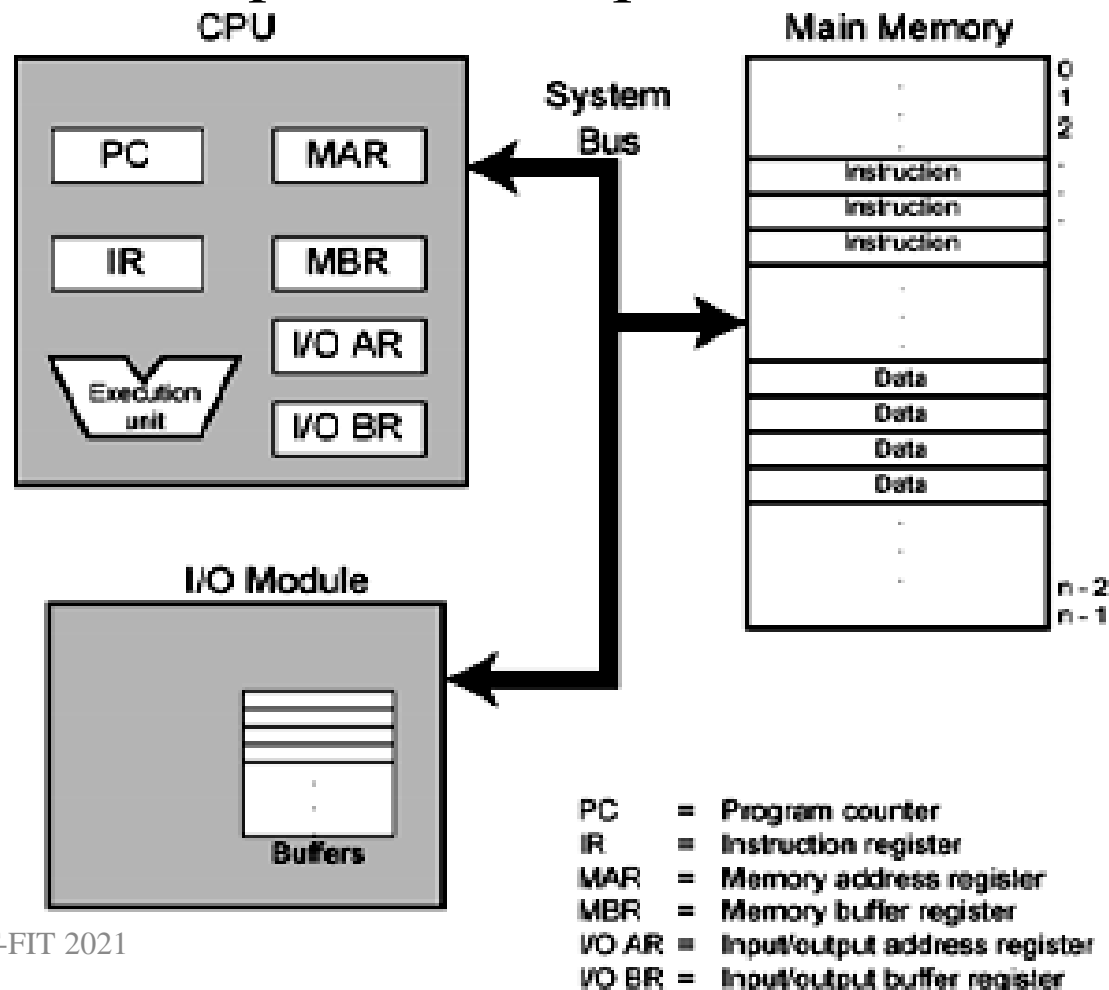 CPU
PC
MAR
IR
MBR
I/O AR
I/O BR
Execution
unit
System
Bus
Main Memory
0
1
2
Instruction
Instruction
Instruction
Data
Data
Data
Data
n - 2
n - 1
I/O Module
Buffers
PC = Program counter
IR = Instruction register
MAR = Memory address register
MBR = Memory buffer register
I/O AR = Input/output address register
I/O BR = Input/output buffer register
-FIT 2021